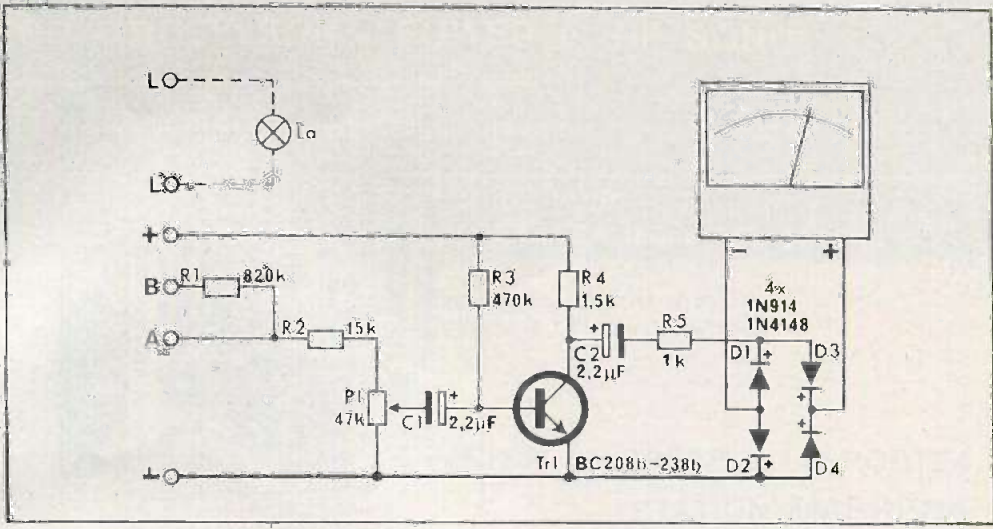 L
La
L
+
B R1 820k
A R2 15k
P1
47k
C1 + 2,2µF
R3
470k
R4
1,5k
+
C2
2,2µF
R5
1k
Tr1 BC208b-238b
- +
4x
1N914
1N4148
D1 + D3
+
+
D2 + D4
⊥